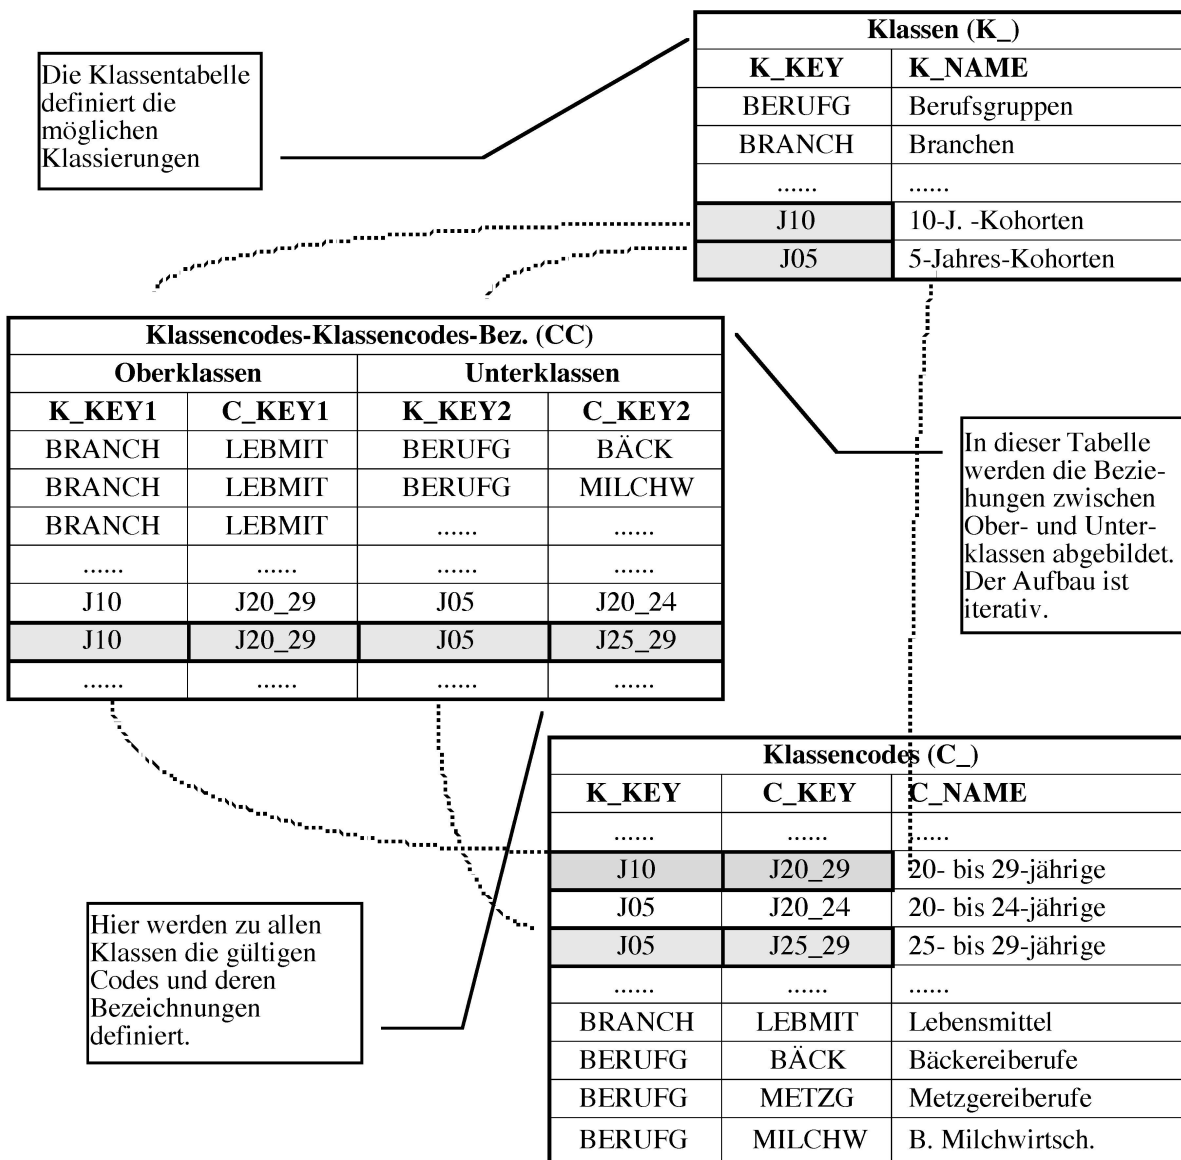 Klassen (K_)
K_KEY K_NAME
BERUFG Berufsgruppen
BRANCH Branchen
...... ......
J10 10-J. -Kohorten
J05 5-Jahres-Kohorten
Die Klassentabelle
definiert die
möglichen
Klassierungen
Klassencodes-Klassencodes-Bez. (CC)
Oberklassen Unterklassen
K_KEY1 C_KEY1 K_KEY2 C_KEY2
BRANCH LEBMIT BERUFG BÄCK
BRANCH LEBMIT BERUFG MILCHW
BRANCH LEBMIT ...... ......
...... ...... ...... ......
J10 J20_29 J05 J20_24
J10 J20_29 J05 J25_29
...... ...... ...... ......
In dieser Tabelle
werden die Bezie-
hungen zwischen
Ober- und Unter-
klassen abgebildet.
Der Aufbau ist
iterativ.
Klassencodes (C_)
K_KEY C_KEY C_NAME
...... ...... ......
J10 J20_29 20- bis 29-jährige
J05 J20_24 20- bis 24-jährige
J05 J25_29 25- bis 29-jährige
...... ...... ......
BRANCH LEBMIT Lebensmittel
BERUFG BÄCK Bäckereiberufe
BERUFG METZG Metzgereiberufe
BERUFG MILCHW B. Milchwirtsch.
Hier werden zu allen
Klassen die gültigen
Codes und deren
Bezeichnungen
definiert.